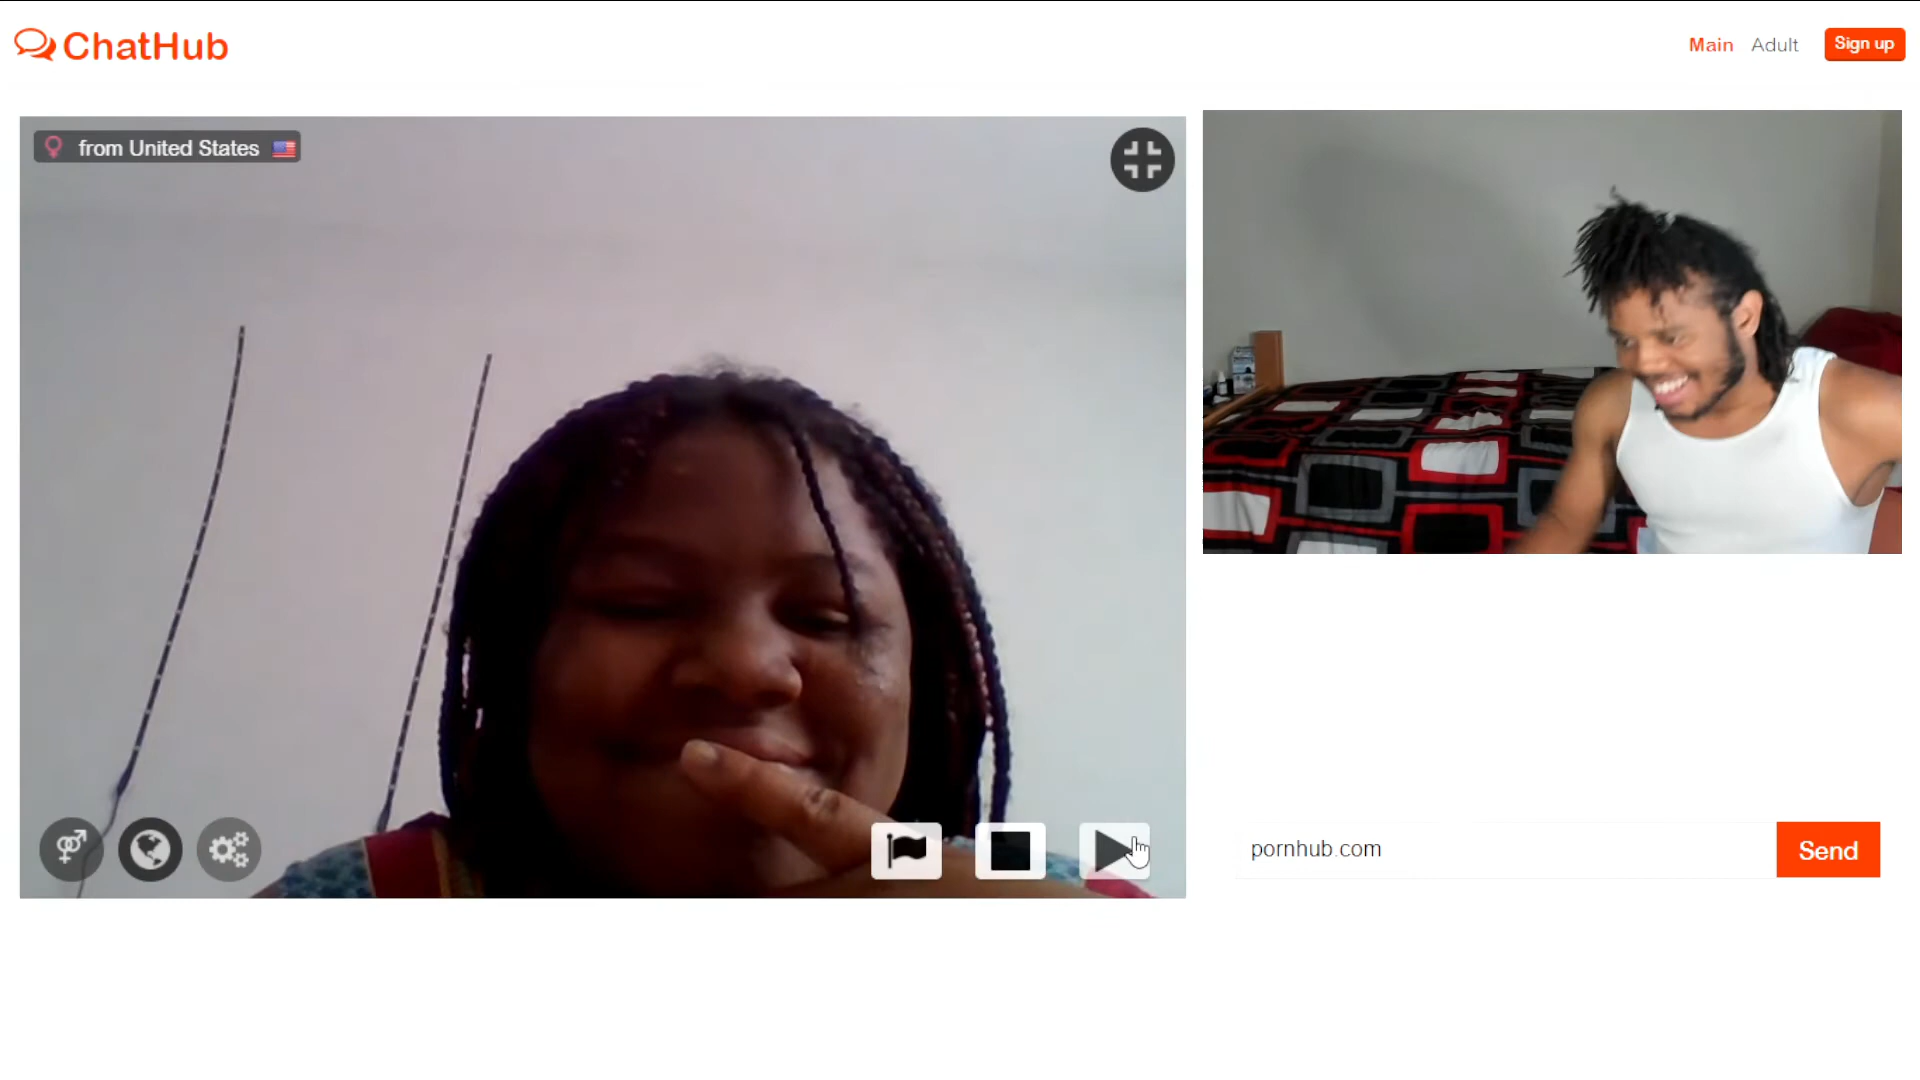 ChatHub
Main Adult Sign up
from United States
pornhub.com
Send